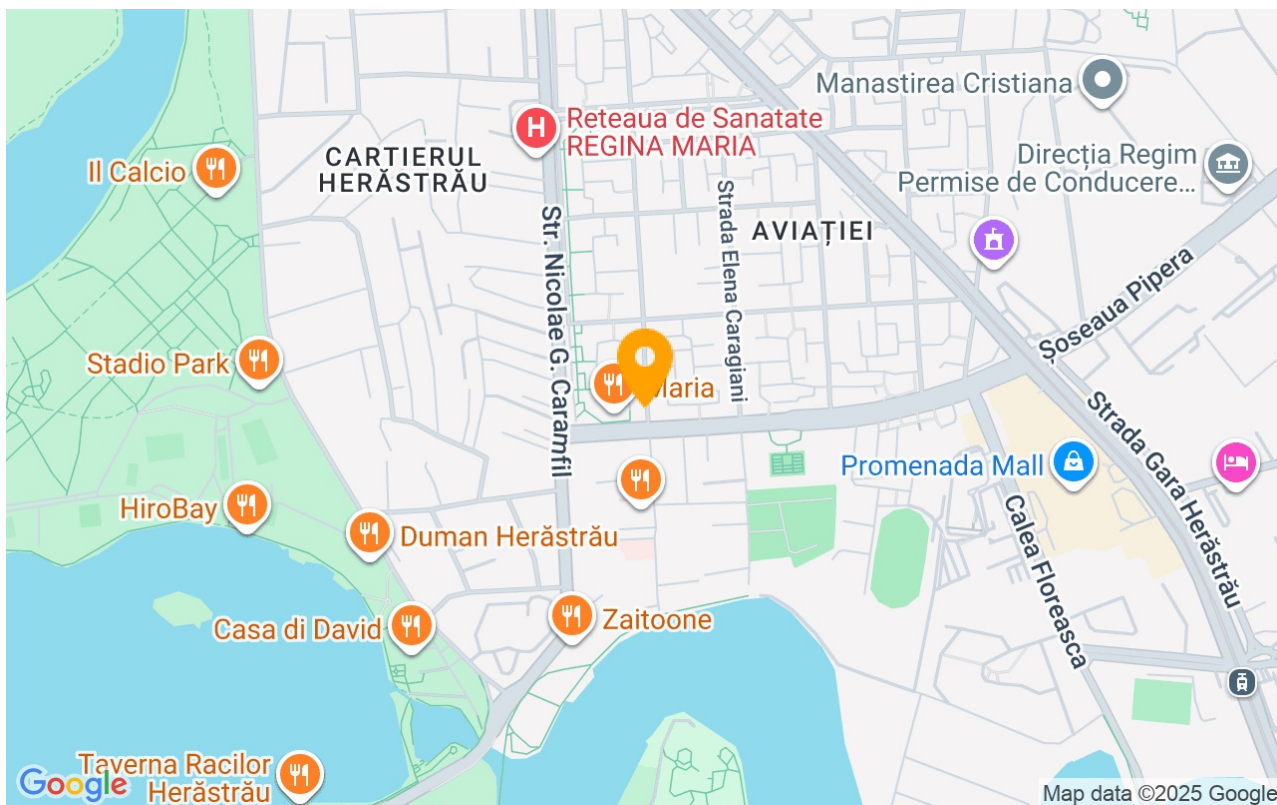 Manastirea Cristiana
Reteaua de Sanatate
REGINA MARIA
H
CARTIERUL
HERĂSTRĂU
Il Calcio
Direcția Regim
Permise de Conducere...
Strada Elena Caragiani
AVIAȚIEI
Str. Nicolae G. Caramfil
Șoseaua Pipera
Stadio Park
Maria
Strada Gara Herăstrău
Promenada Mall
HiroBay
Duman Herăstrău
Calea Floreasca
Casa di David
Zaitoone
Taverna Racilor
Herăstrău
Google
Map data ©2025 Google